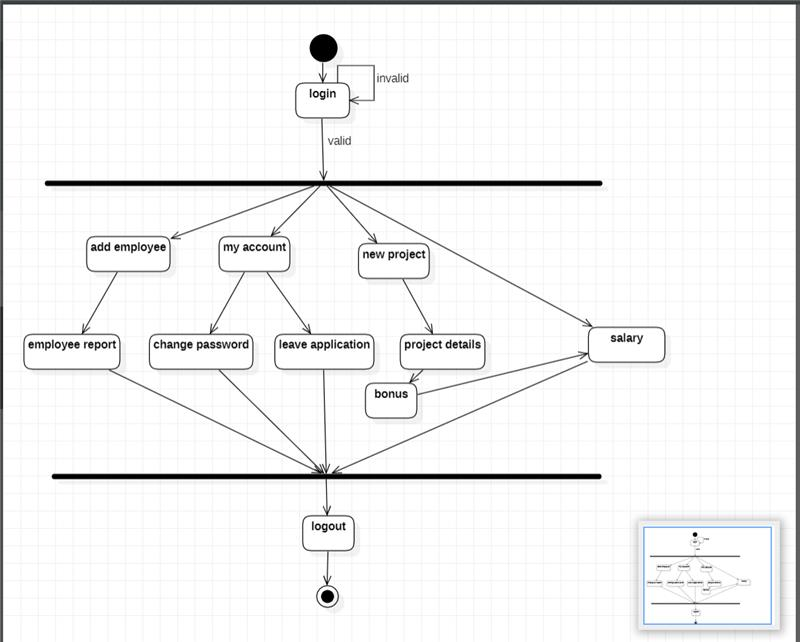 invalid
login
valid
add employee
my account
new project
employee report
change password
leave application
project details
salary
bonus
logout